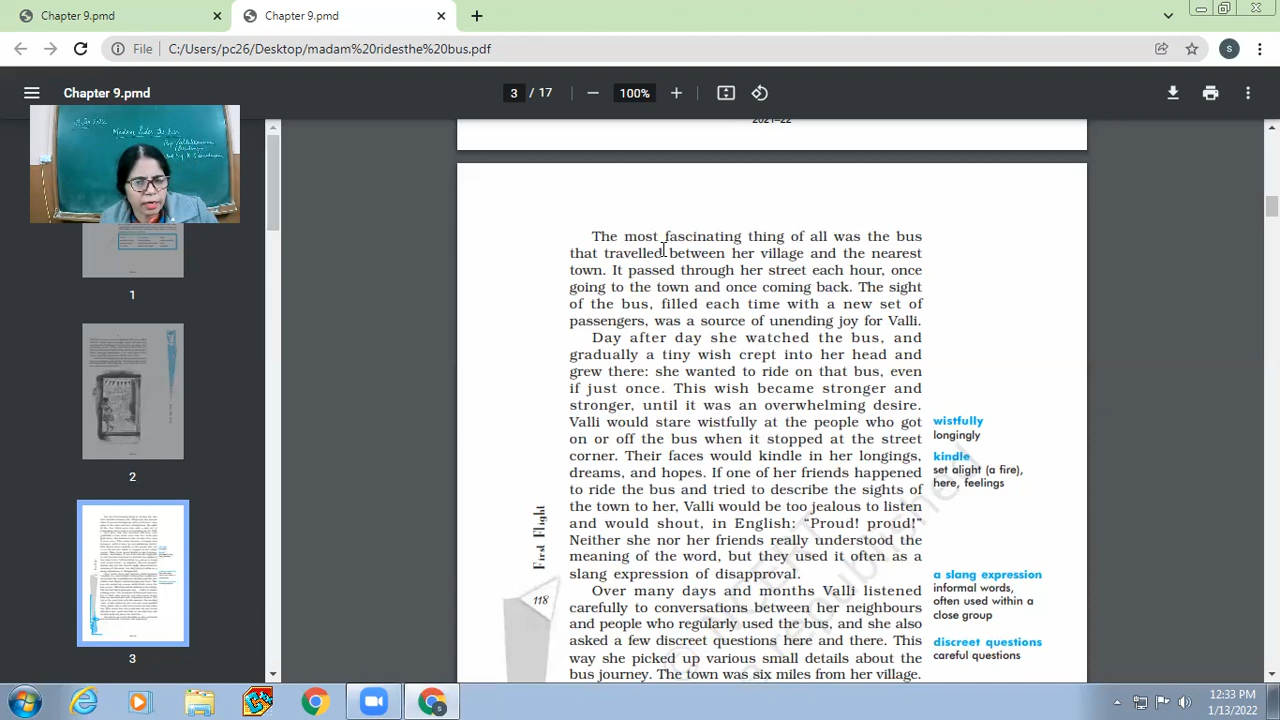 Chapter 9.pmd
Chapter 9.pmd
File C:/Users/pc26/Desktop/madam%20ridesthe%20bus.pdf
S
Chapter 9.pmd
3 / 17
100%
Madam Rides the bus
1
2
3
2021–22
The most fascinating thing of all was the bus
that travelled between her village and the nearest
town. It passed through her street each hour, once
going to the town and once coming back. The sight
of the bus, filled each time with a new set of
passengers, was a source of unending joy for Valli.
Day after day she watched the bus, and
gradually a tiny wish crept into her head and
grew there: she wanted to ride on that bus, even
if just once. This wish became stronger and
stronger, until it was an overwhelming desire.
Valli would stare wistfully at the people who got
on or off the bus when it stopped at the street
corner. Their faces would kindle in her longings,
dreams, and hopes. If one of her friends happened
to ride the bus and tried to describe the sights of
the town to her, Valli would be too jealous to listen
and would shout, in English: “Proud! proud!”
Neither she nor her friends really understood the
meaning of the word, but they used it often as a
slang expression of disapproval.
Over many days and months Valli listened
carefully to conversations between her neighbours
and people who regularly used the bus, and she also
asked a few discreet questions here and there. This
way she picked up various small details about the
bus journey. The town was six miles from her village.
wistfully
longingly
kindle
set alight (a fire),
here, feelings
a slang expression
informal words,
often used within a
close group
discreet questions
careful questions
First Flight
118
12:33 PM
1/13/2022